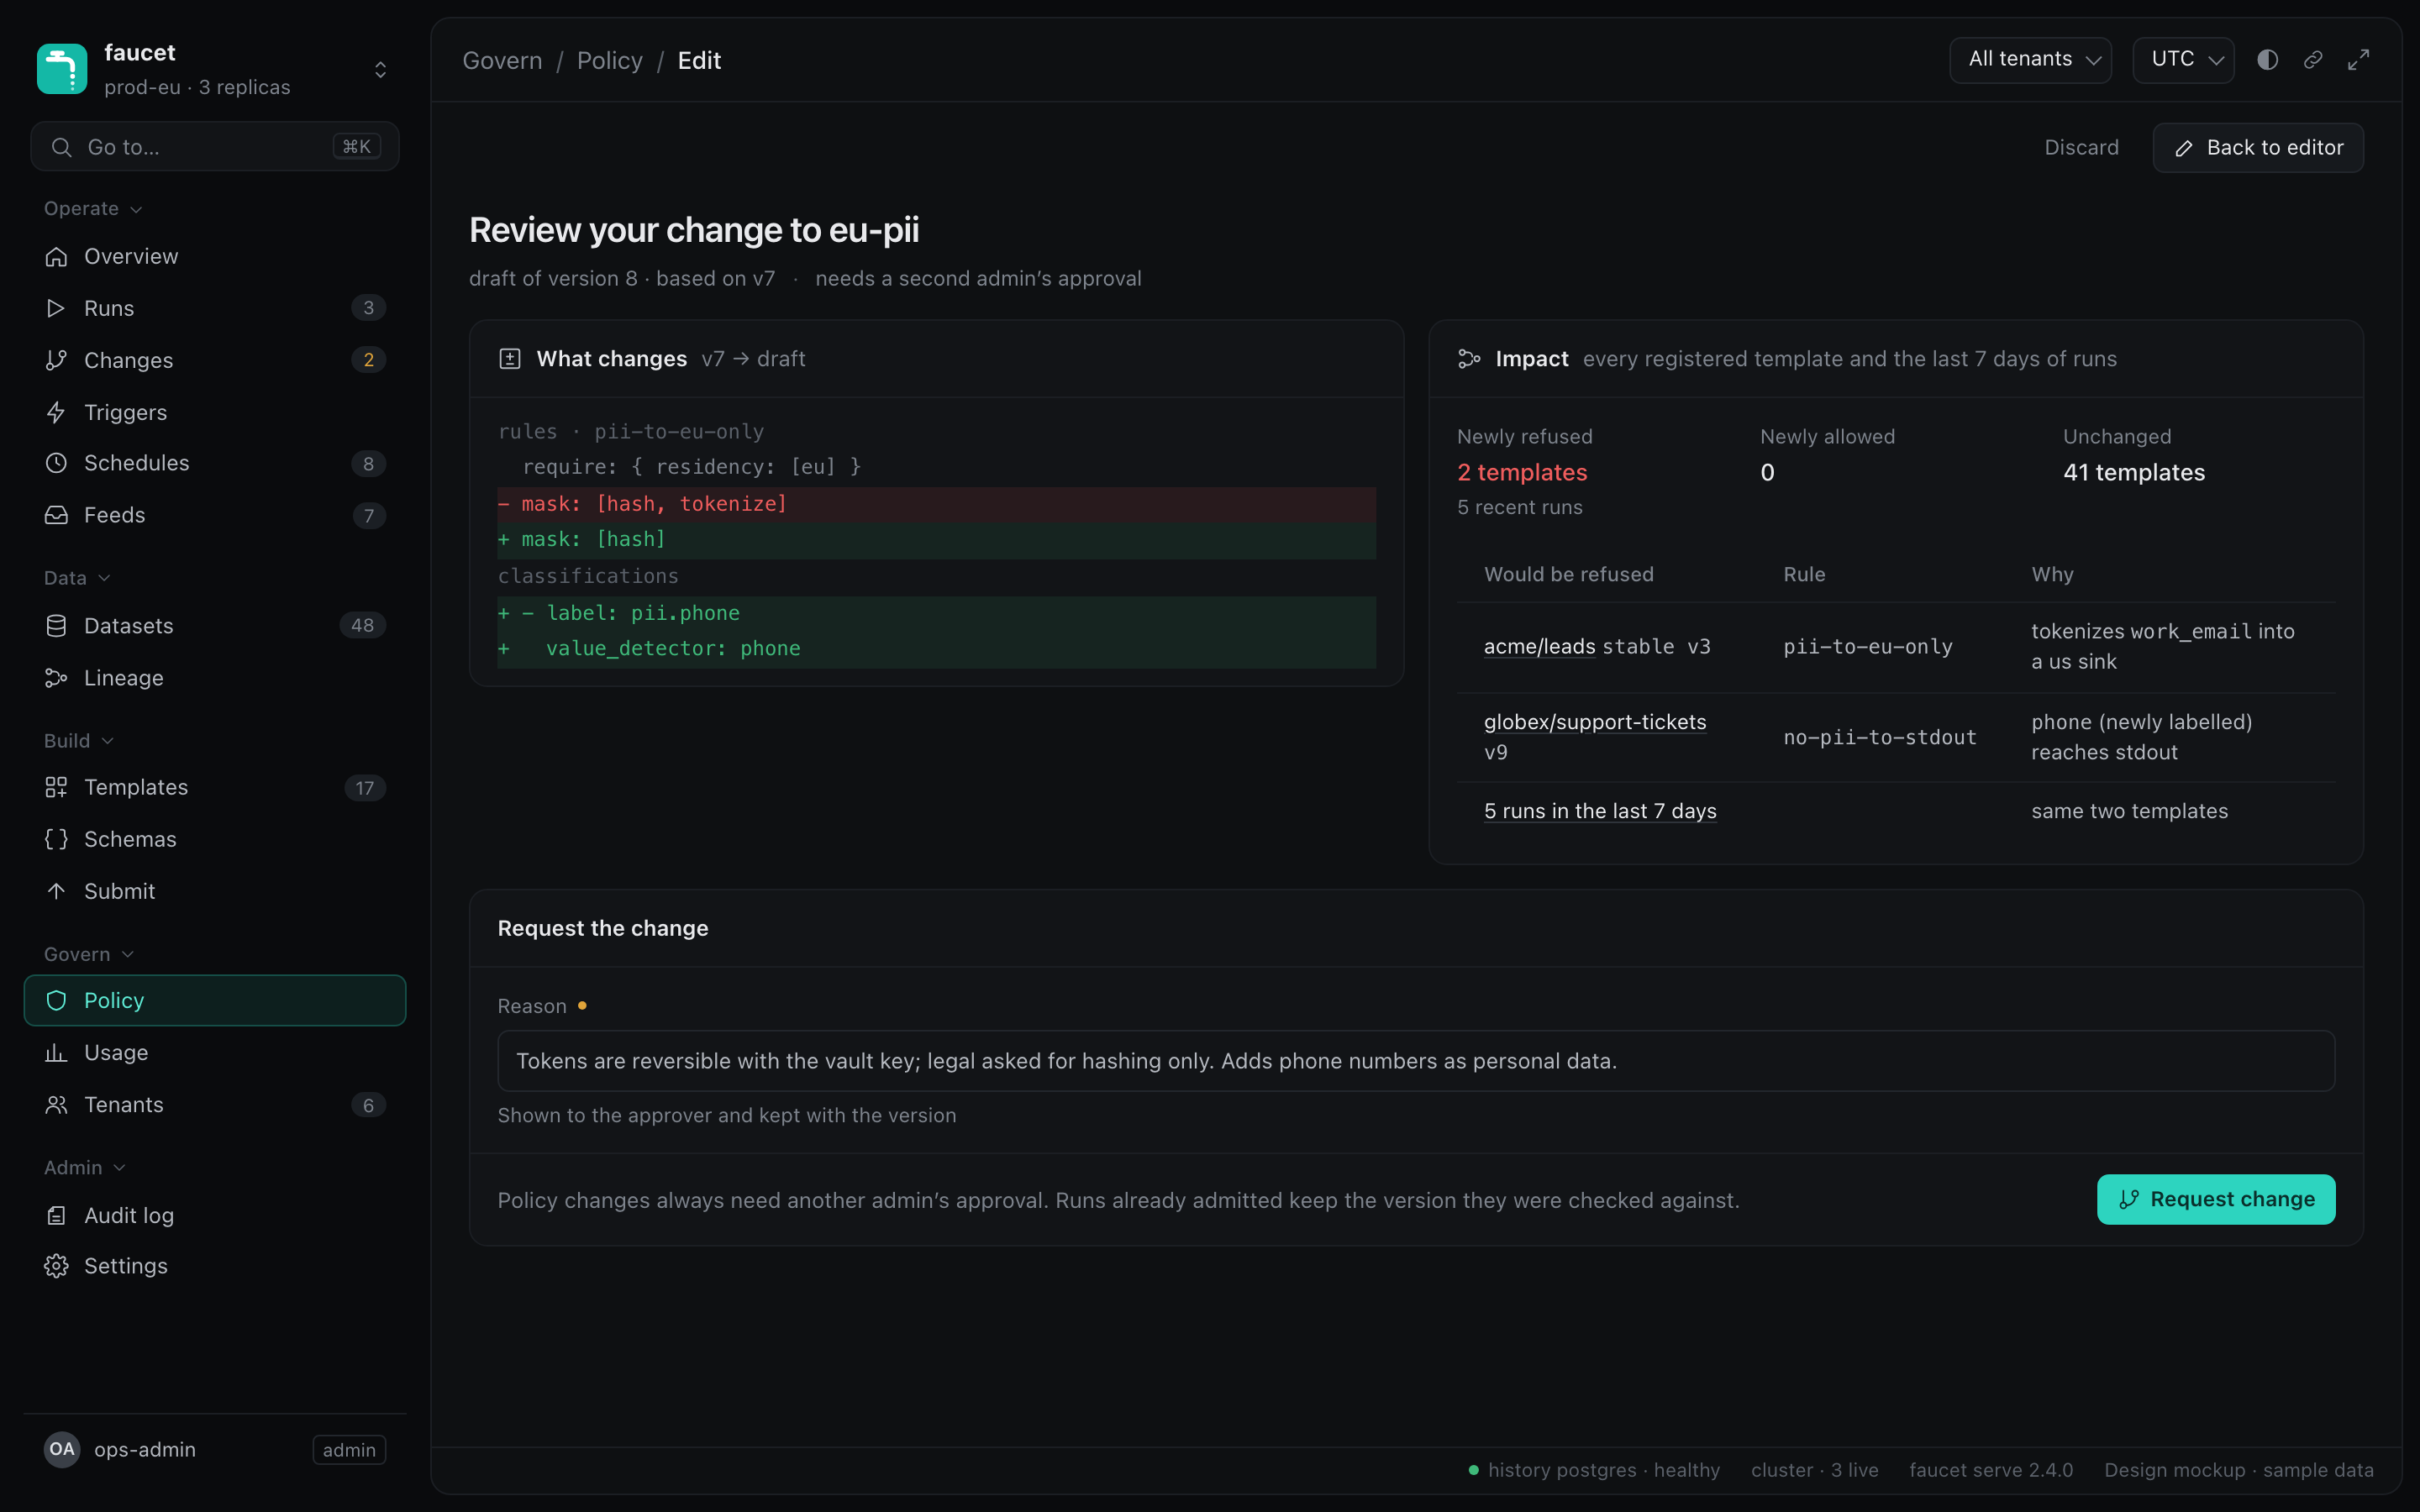 faucet
prod-eu · 3 replicas
Go to...
⌘K
Operate
Overview
Runs 3
Changes 2
Triggers
Schedules 8
Feeds 7
Data
Datasets 48
Lineage
Build
Templates 17
Schemas
Submit
Govern
Policy
Usage
Tenants 6
Admin
Audit log
Settings
OA ops-admin admin
Govern / Policy / Edit
All tenants
UTC
Discard
Back to editor
Review your change to eu-pii
draft of version 8 · based on v7 · needs a second admin’s approval
What changes v7 → draft
rules · pii-to-eu-only
require: { residency: [eu] }
− mask: [hash, tokenize]
+ mask: [hash]
classifications
+ − label: pii.phone
+ value_detector: phone
Impact every registered template and the last 7 days of runs
Newly refused
2 templates
5 recent runs
Newly allowed
0
Unchanged
41 templates
Would be refused Rule Why
acme/leads stable v3 pii-to-eu-only tokenizes work_email into
a us sink
globex/support-tickets
v9
no-pii-to-stdout
phone (newly labelled)
reaches stdout
5 runs in the last 7 days same two templates
Request the change
Reason
Tokens are reversible with the vault key; legal asked for hashing only. Adds phone numbers as personal data.
Shown to the approver and kept with the version
Policy changes always need another admin’s approval. Runs already admitted keep the version they were checked against.
Request change
history postgres · healthy cluster · 3 live faucet serve 2.4.0 Design mockup · sample data